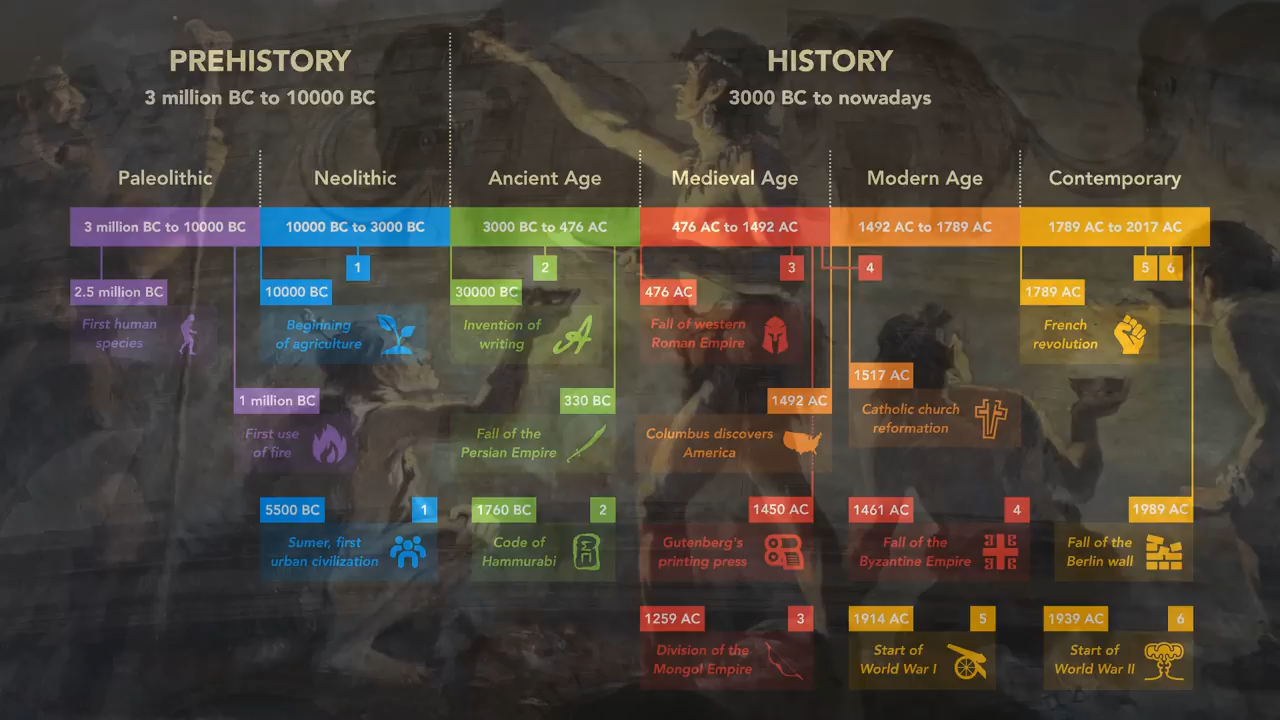 PREHISTORY
3 million BC to 10000 BC
HISTORY
3000 BC to nowadays
Paleolithic
Neolithic
Ancient Age
Medieval Age
Modern Age
Contemporary
3 million BC to 10000 BC
10000 BC to 3000 BC
3000 BC to 476 AC
476 AC to 1492 AC
1492 AC to 1789 AC
1789 AC to 2017 AC
1
2
3
4
5
6
2.5 million BC
First human
species
10000 BC
Beginning
of agriculture
30000 BC
Invention of
writing
A
476 AC
Fall of western
Roman Empire
1789 AC
French
revolution
1517 AC
Catholic church
reformation
1 million BC
First use
of fire
330 BC
Fall of the
Persian Empire
1492 AC
Columbus discovers
America
5500 BC
1
Sumer, first
urban civilization
1760 BC
2
Code of
Hammurabi
1450 AC
Gutenberg's
printing press
1461 AC
4
Fall of the
Byzantine Empire
1989 AC
Fall of the
Berlin wall
1259 AC
3
Division of the
Mongol Empire
1914 AC
5
Start of
World War I
1939 AC
6
Start of
World War II